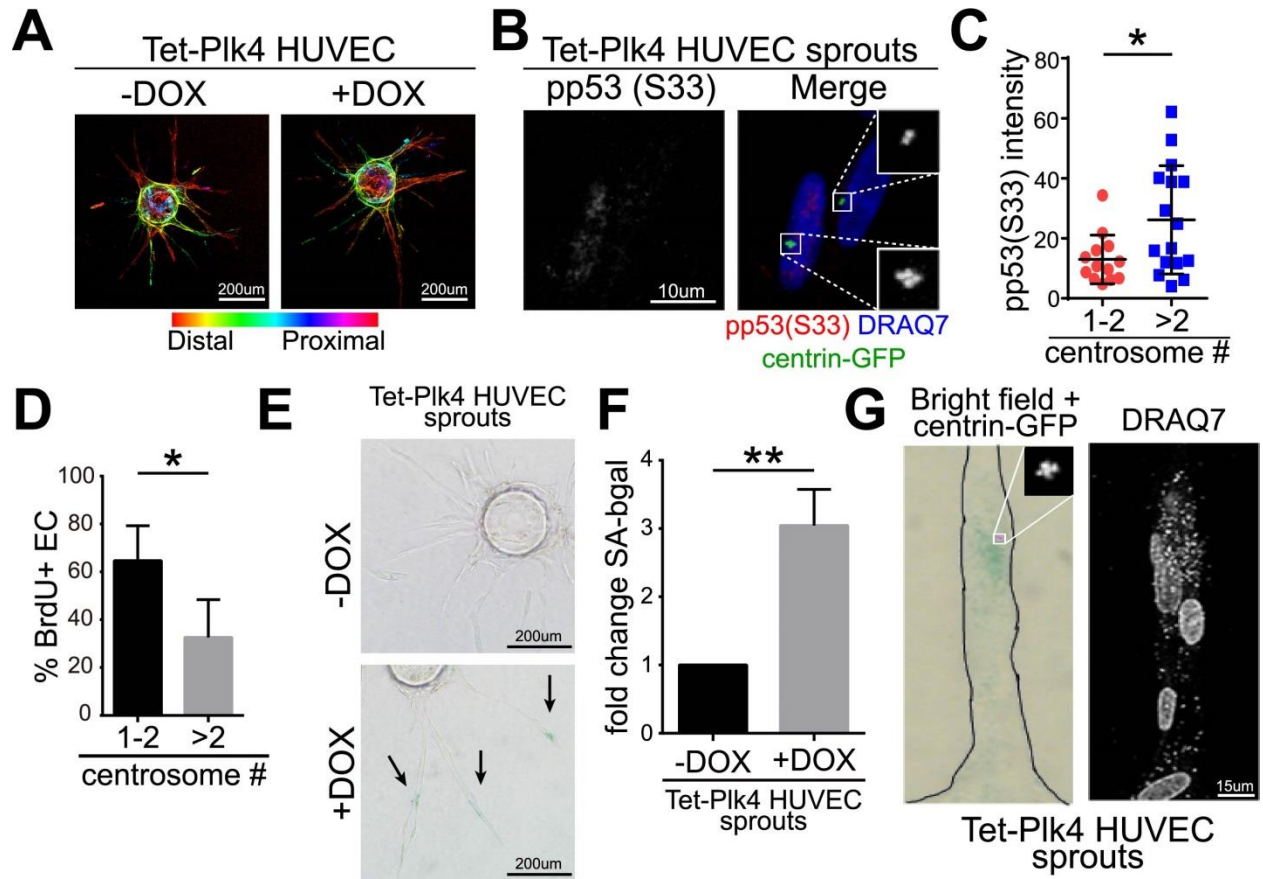 A
Tet-Plk4 HUVEC
-DOX
+DOX
200um
200um
Distal
Proximal
B
Tet-Plk4 HUVEC sprouts
pp53 (S33)
Merge
10um
pp53(S33) DRAQ7
centrin-GFP
C
*
pp53(S33) intensity
80
60
40
20
0
1-2
>2
centrosome #
D
*
% BrdU+ EC
100
80
60
40
20
0
1-2
>2
centrosome #
E
Tet-Plk4 HUVEC
sprouts
-DOX
200um
+DOX
200um
F
**
fold change SA-bgal
4
3
2
1
0
-DOX
+DOX
Tet-Plk4 HUVEC
sprouts
G
Bright field +
centrin-GFP
DRAQ7
15um
Tet-Plk4 HUVEC
sprouts